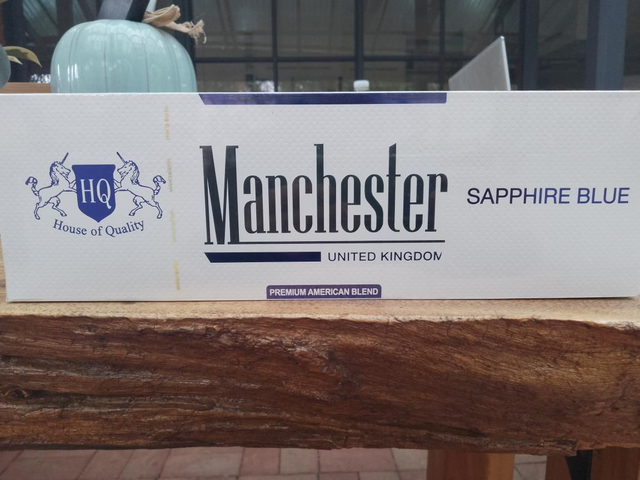 HQ
House of Quality
Manchester
UNITED KINGDOM
PREMIUM AMERICAN BLEND
SAPPHIRE BLUE